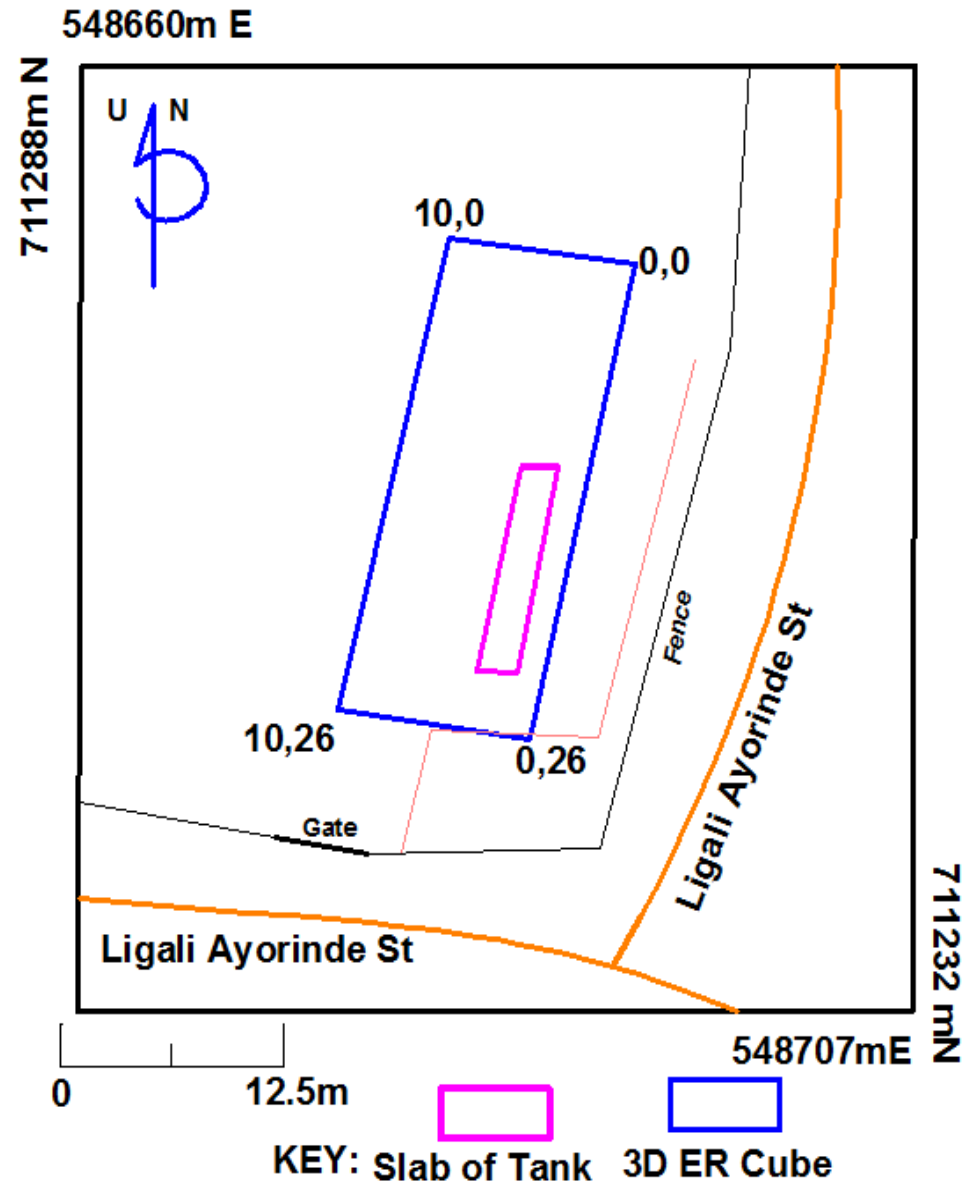 548660m E
711288m N
U N
10,0
0,0
Fence
Ligali Ayorinde St
10,26
0,26
Gate
Ligali Ayorinde St
711232 mN
548707mE
0 12.5m
KEY: Slab of Tank 3D ER Cube